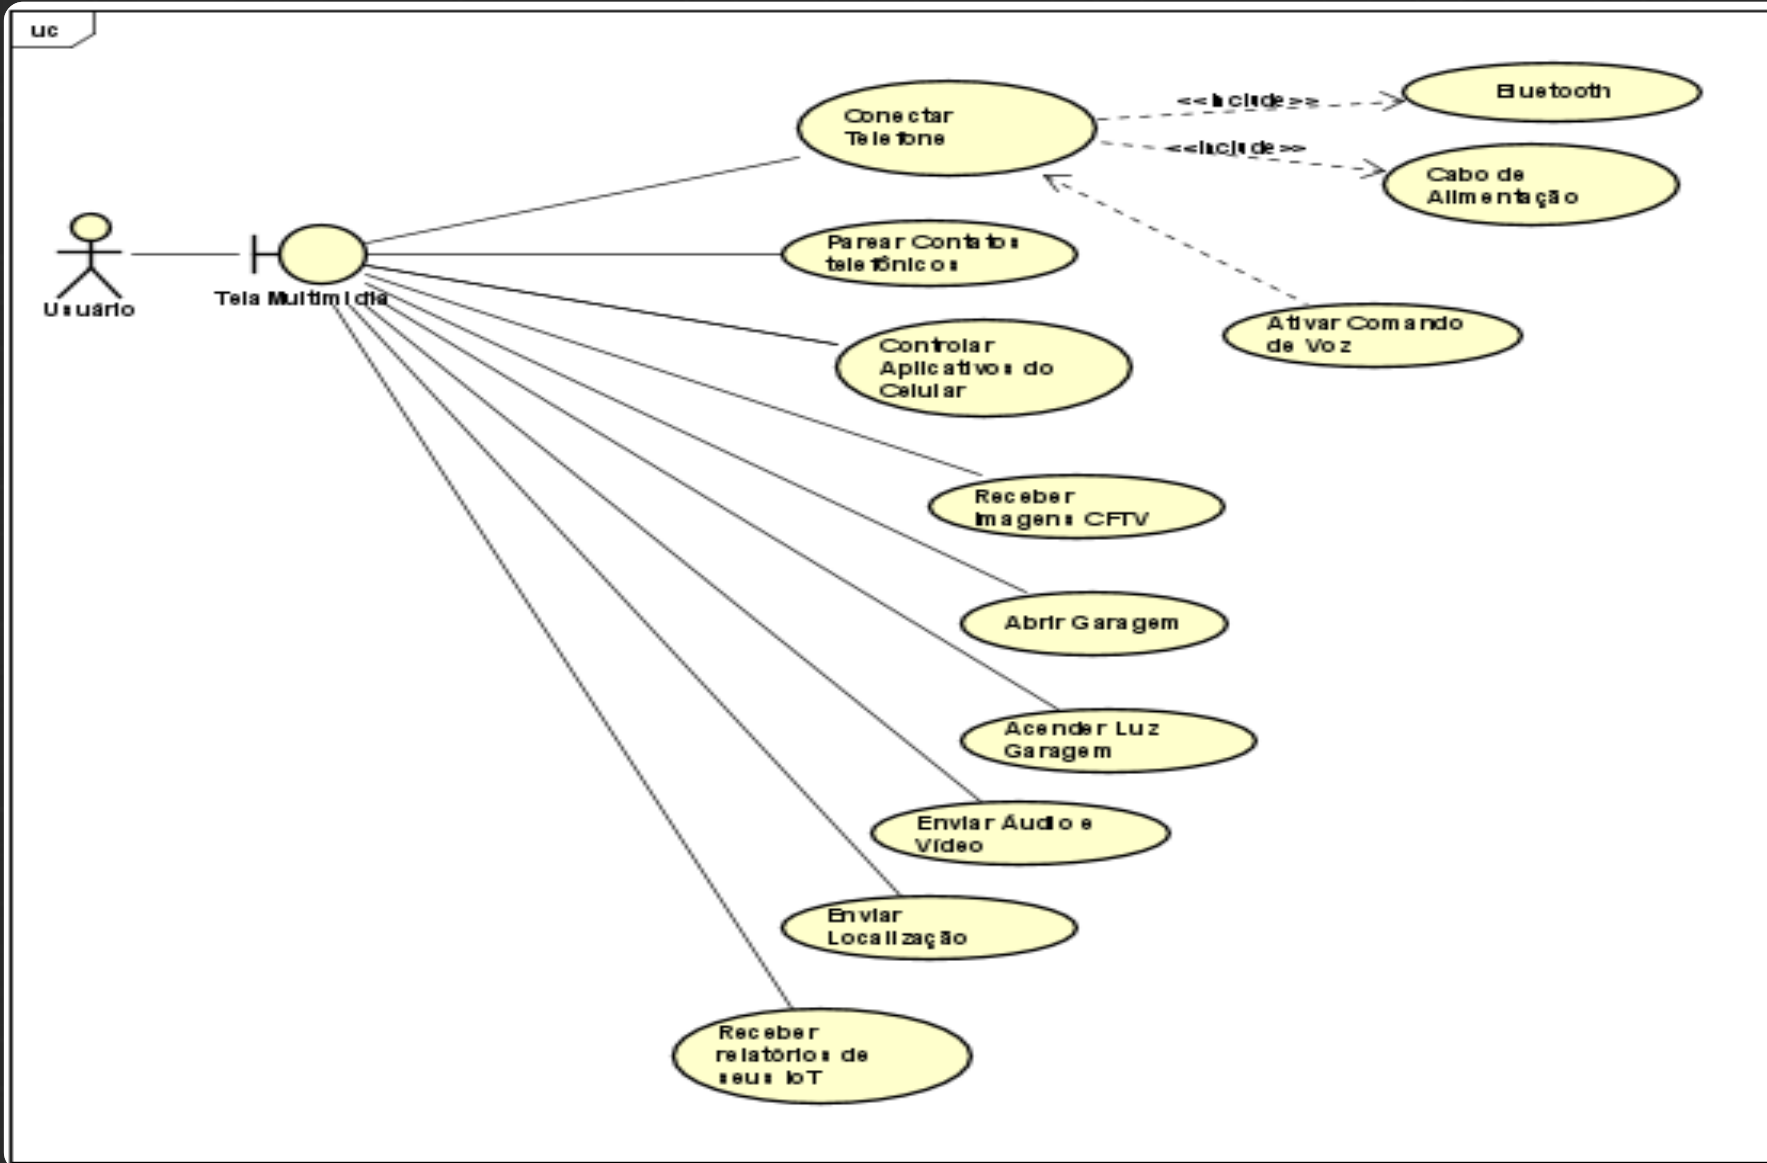 uc
Conectar
Telefone
<<Include>>
Bluetooth
<<Include>>
Cabo de
Alimentação
Usuário
Tela Multimidia
Parear Contatos
telefônicos
Ativar Comando
de Voz
Controlar
Aplicativos do
Celular
Receber
Imagens CFTV
Abrir Garagem
Acender Luz
Garagem
Enviar Áudio e
Vídeo
Enviar
Localização
Receber
relatórios de
seus IoT